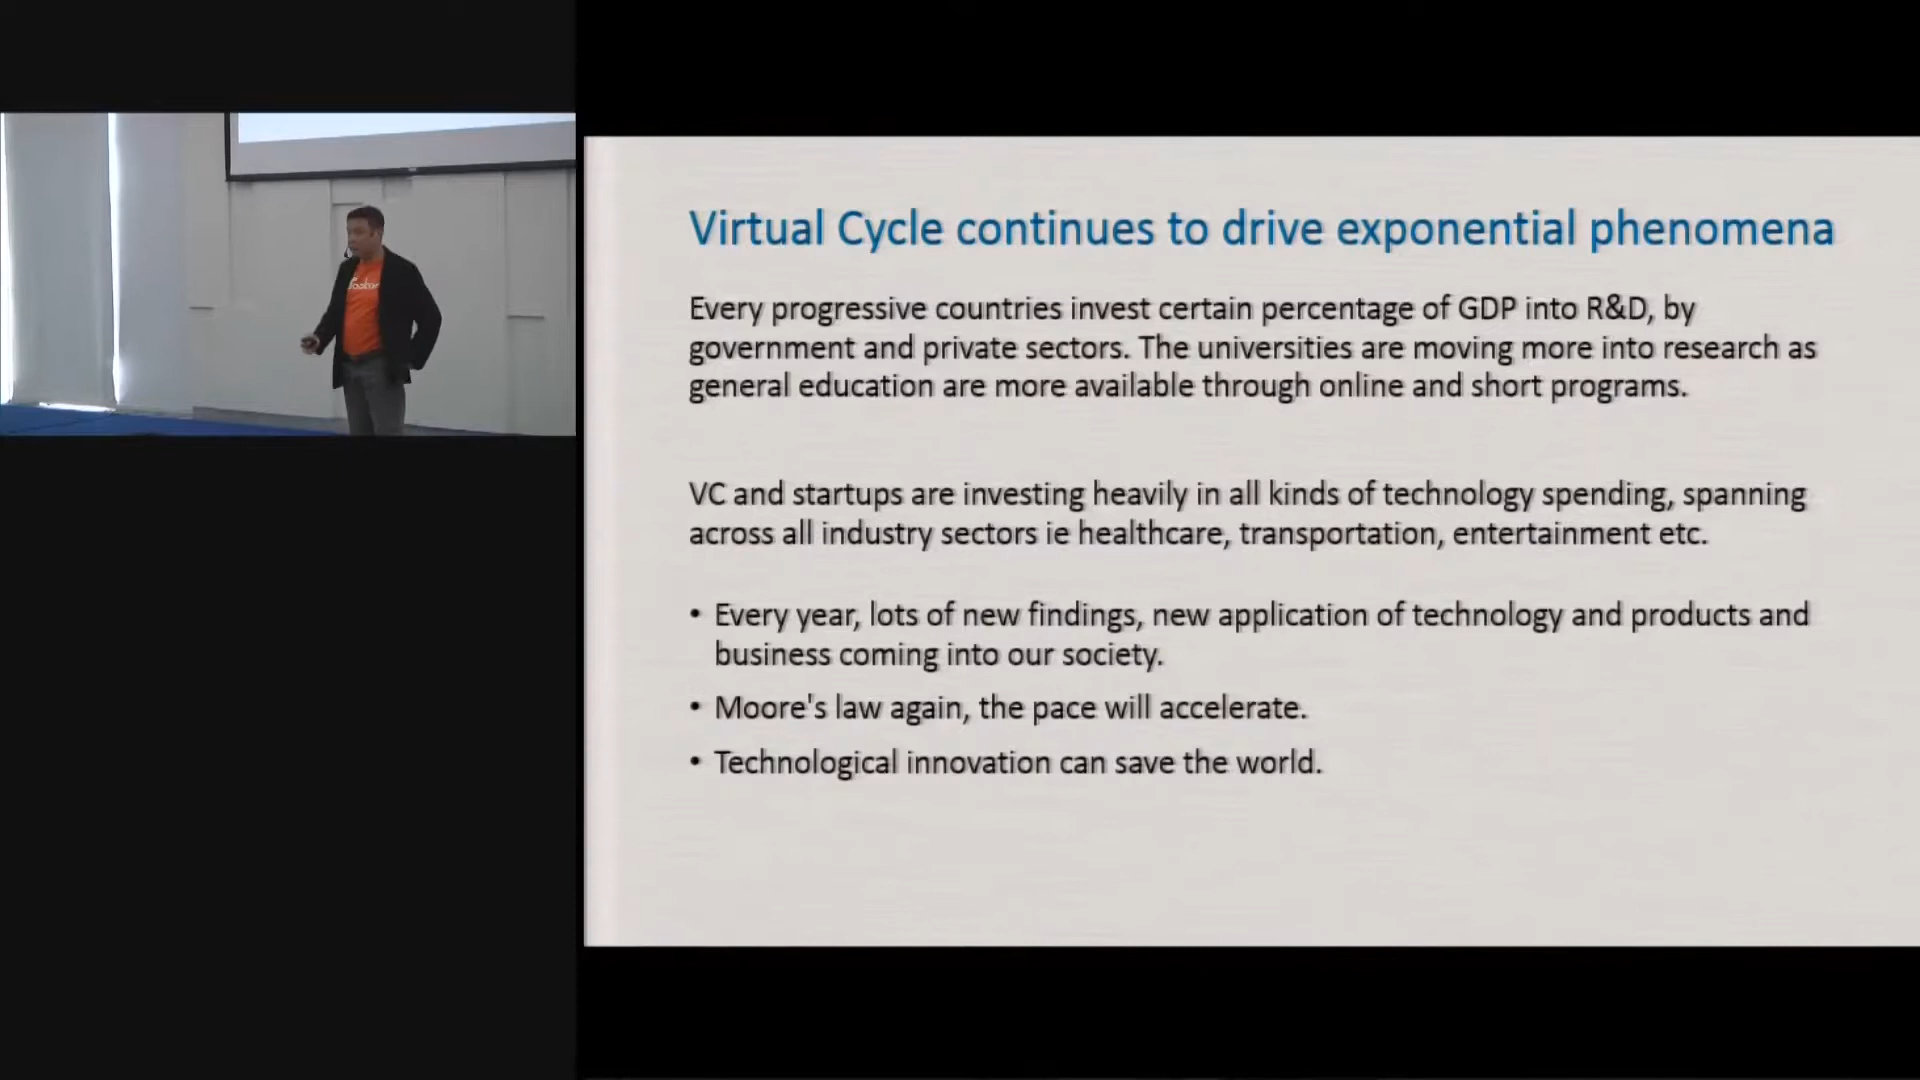 Virtual Cycle continues to drive exponential phenomena
Every progressive countries invest certain percentage of GDP into R&D, by
government and private sectors. The universities are moving more into research as
general education are more available through online and short programs.
VC and startups are investing heavily in all kinds of technology spending, spanning
across all industry sectors ie healthcare, transportation, entertainment etc.
• Every year, lots of new findings, new application of technology and products and
business coming into our society.
• Moore's law again, the pace will accelerate.
• Technological innovation can save the world.